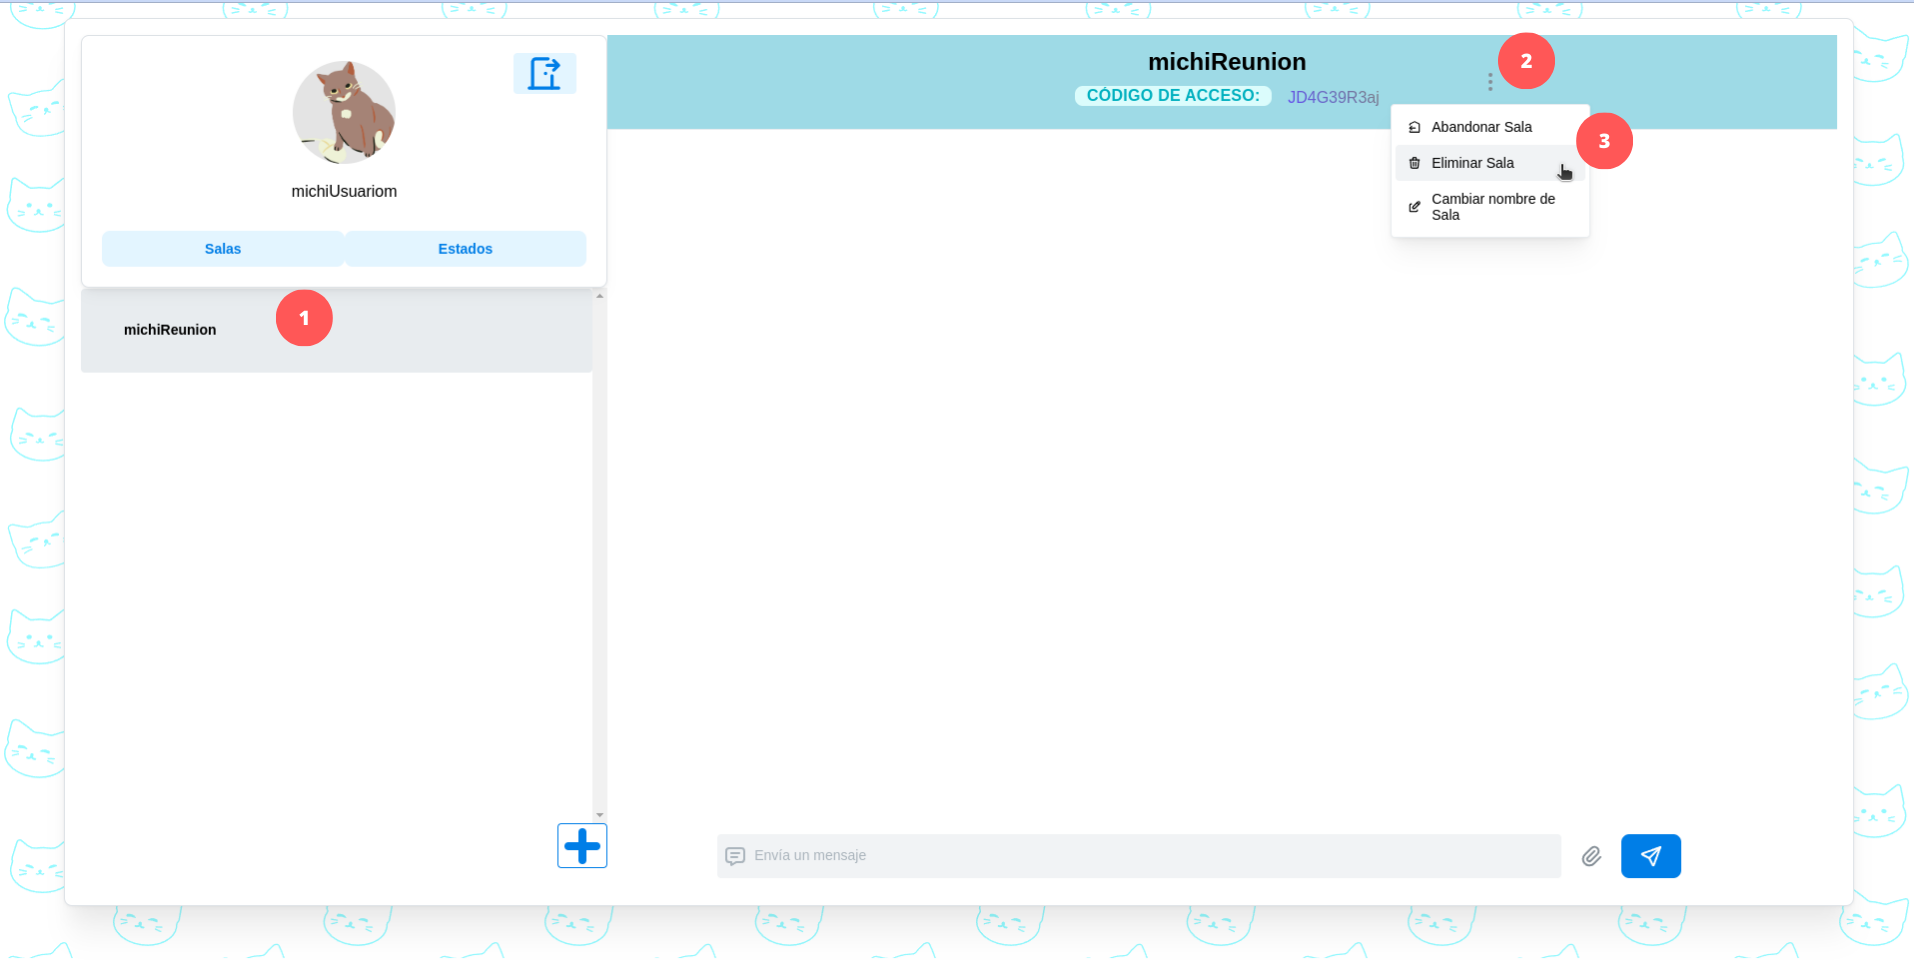 michiUsuariom
Salas
Estados
1
michiReunion
michiReunion
CÓDIGO DE ACCESO: JD4G39R3aj
2
Abandonar Sala
3
Eliminar Sala
Cambiar nombre de
Sala
Envía un mensaje